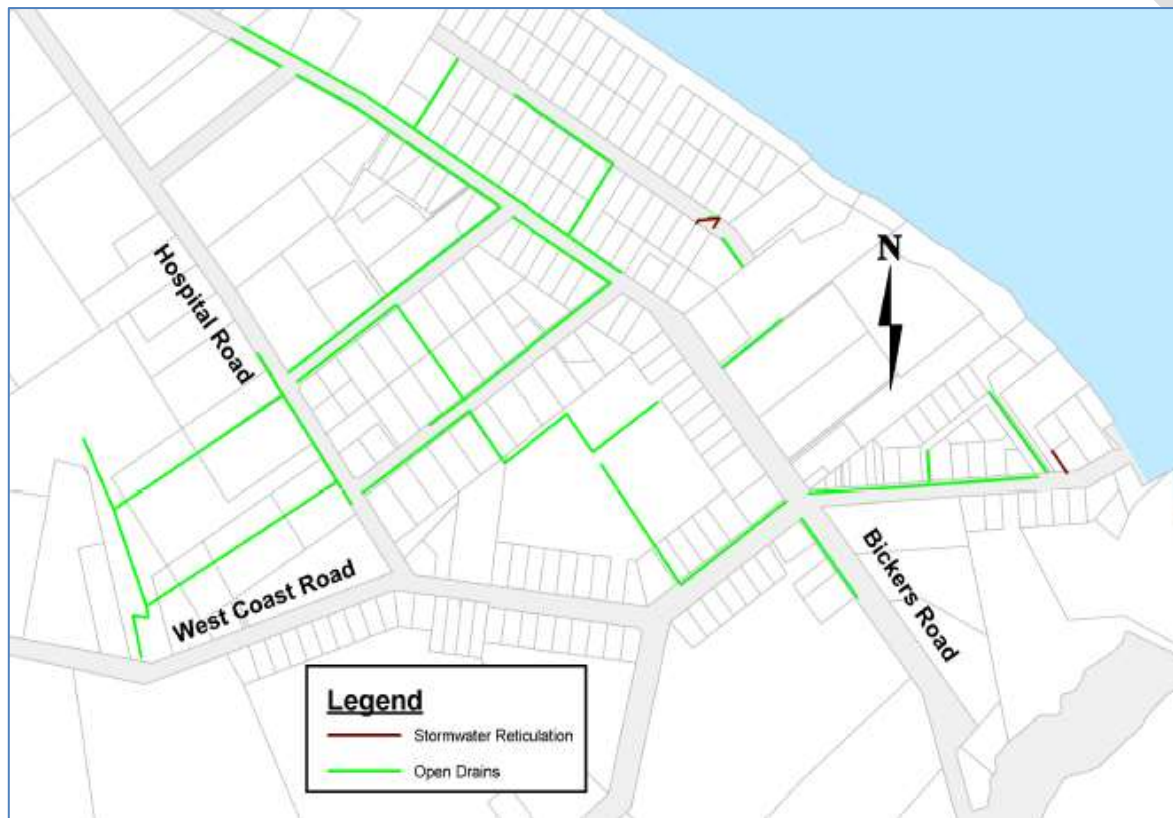 N
Hospital Road
West Coast Road
Bickers Road
Legend
Stormwater Reticulation
Open Drains